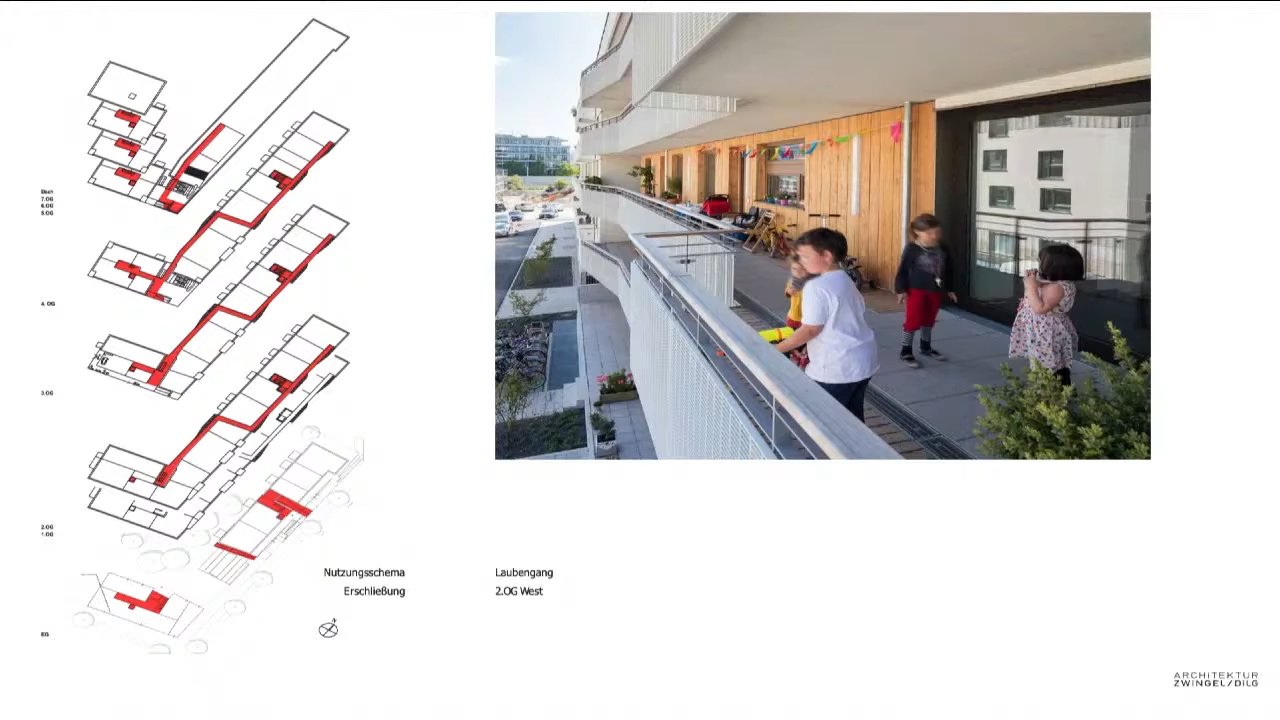 Dach
7.OG
6.OG
5.OG
4. OG
3.OG
2.OG
1.OG
EG
Nutzungsschema
Erschließung
N
Laubengang
2.OG West
ARCHITEKTUR
ZWINGEL/DILG